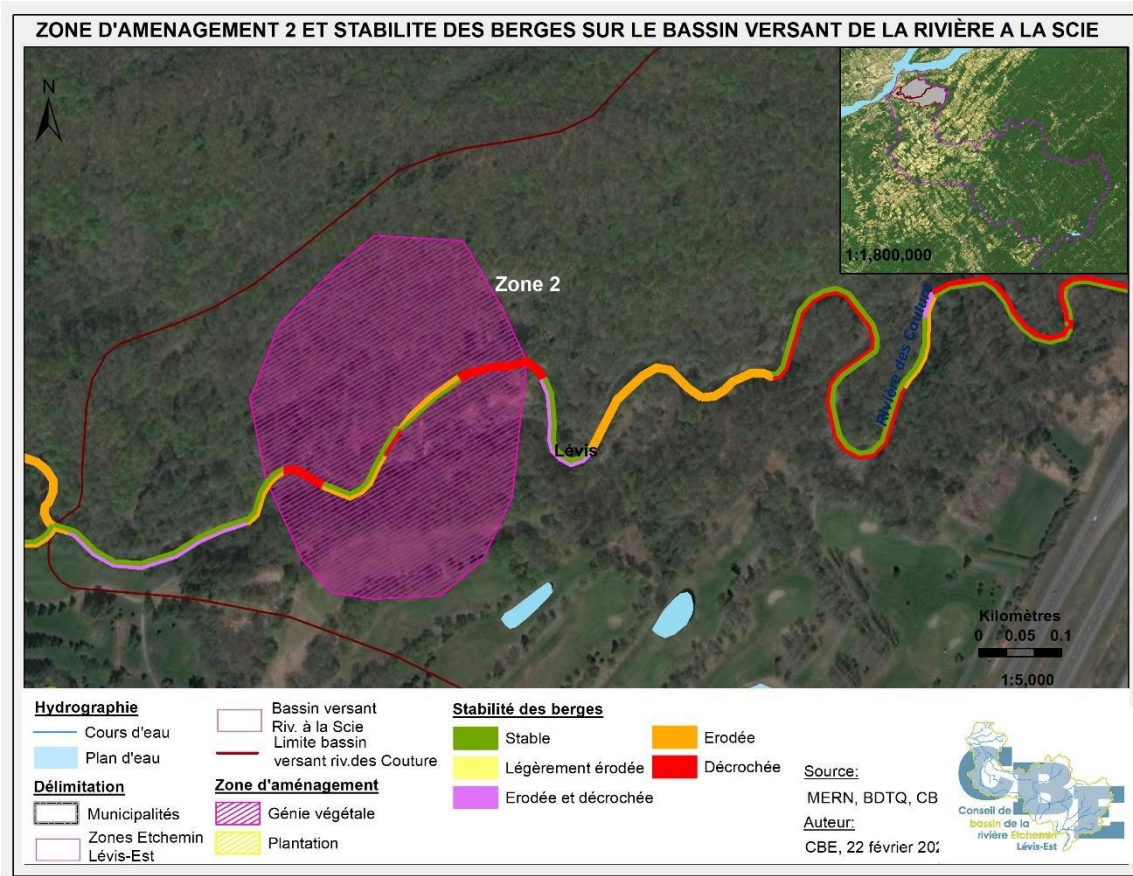 ZONE D'AMENAGEMENT 2 ET STABILITE DES BERGES SUR LE BASSIN VERSANT DE LA RIVIÈRE A LA SCIE
N
1:1,800,000
Zone 2
Rivière des Couture
Lévis
Kilomètres
0 0.05 0.1
1:5,000
Hydrographie
Cours d'eau
Plan d'eau
Délimitation
Municipalités
Zones Etchemin
Lévis-Est
Bassin versant
Riv. à la Scie
Limite bassin
versant riv.des Couture
Zone d'aménagement
Génie végétale
Plantation
Stabilité des berges
Stable
Légèrement érodée
Erodée et décrochée
Erodée
Décrochée
Source:
MERN, BDTQ, CB
Auteur:
CBE, 22 février 202
CBE
Conseil de
bassin de la
rivière Etchemin
Lévis-Est